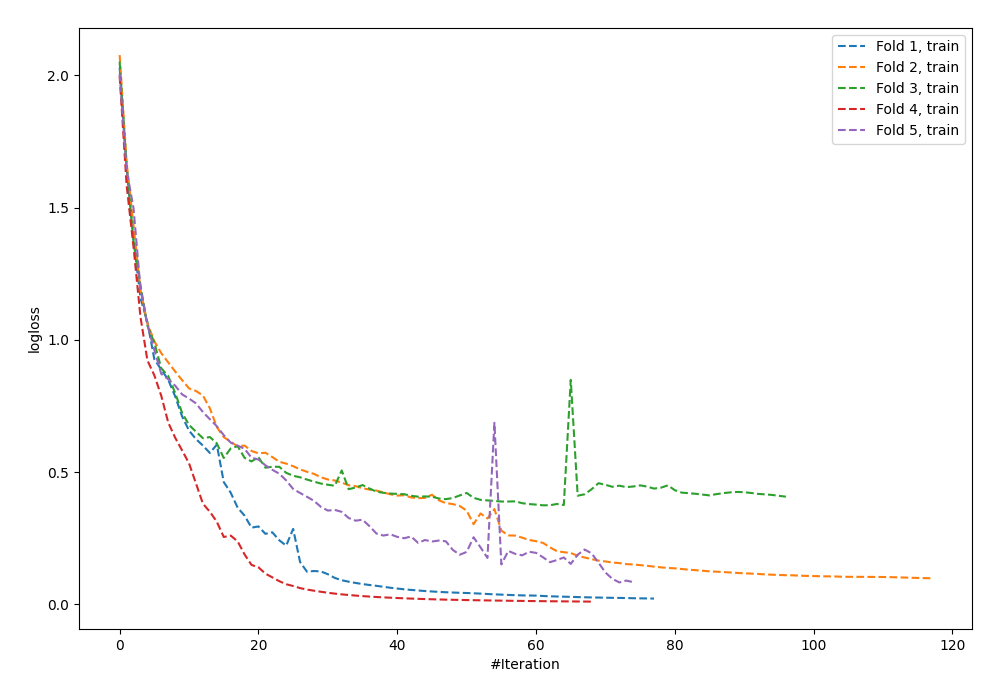 Fold 1, train
Fold 2, train
Fold 3, train
Fold 4, train
Fold 5, train
2.0
1.5
1.0
0.5
0.0
logloss
0 20 40 60 80 100 120
#Iteration